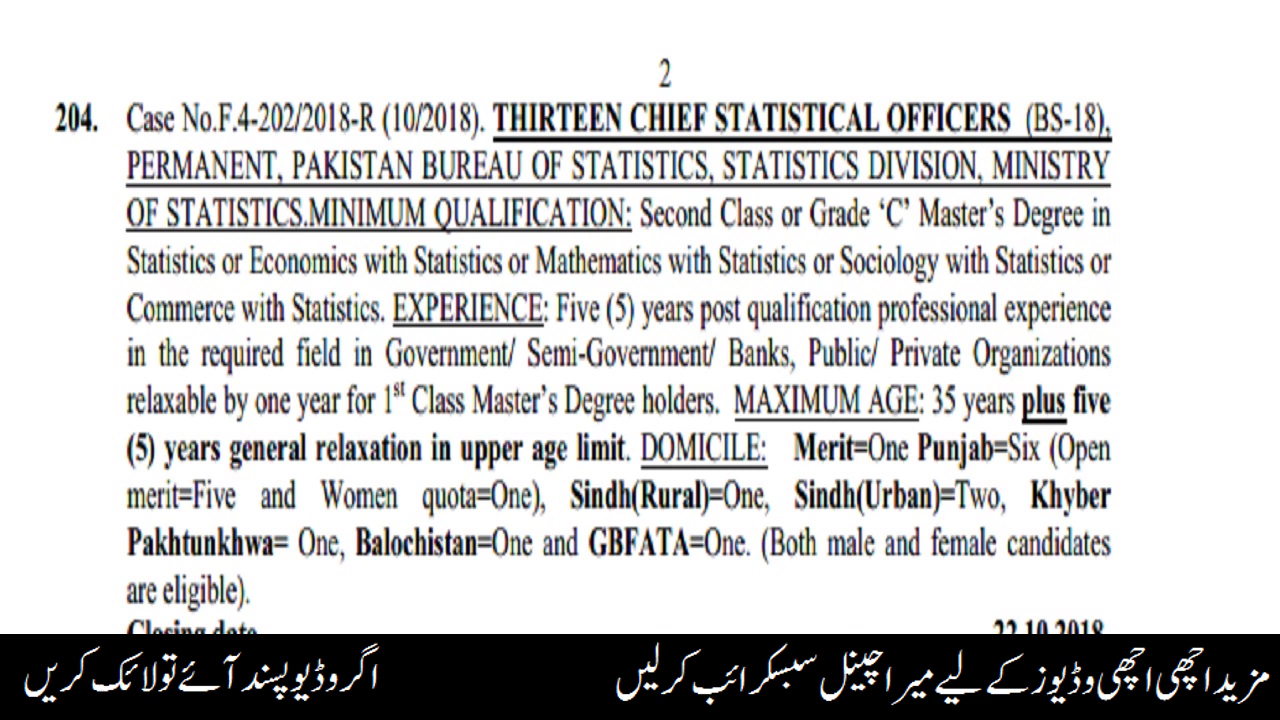 2
204. Case No.F.4-202/2018-R (10/2018). THIRTEEN CHIEF STATISTICAL OFFICERS (BS-18),
PERMANENT, PAKISTAN BUREAU OF STATISTICS, STATISTICS DIVISION, MINISTRY
OF STATISTICS.MINIMUM QUALIFICATION: Second Class or Grade ‘C’ Master’s Degree in
Statistics or Economics with Statistics or Mathematics with Statistics or Sociology with Statistics or
Commerce with Statistics. EXPERIENCE: Five (5) years post qualification professional experience
in the required field in Government/ Semi-Government/ Banks, Public/ Private Organizations
relaxable by one year for 1st Class Master’s Degree holders. MAXIMUM AGE: 35 years plus five
(5) years general relaxation in upper age limit. DOMICILE: Merit=One Punjab=Six (Open
merit=Five and Women quota=One), Sindh(Rural)=One, Sindh(Urban)=Two, Khyber
Pakhtunkhwa= One, Balochistan=One and GBFATA=One. (Both male and female candidates
are eligible).
Closing date 22.10.2018
مزید اچھی اچھی وڈیوز کے لیے میرا چینل سبسکرائب کر لیں
اگر وڈیو پسند آئے تو لائک کریں